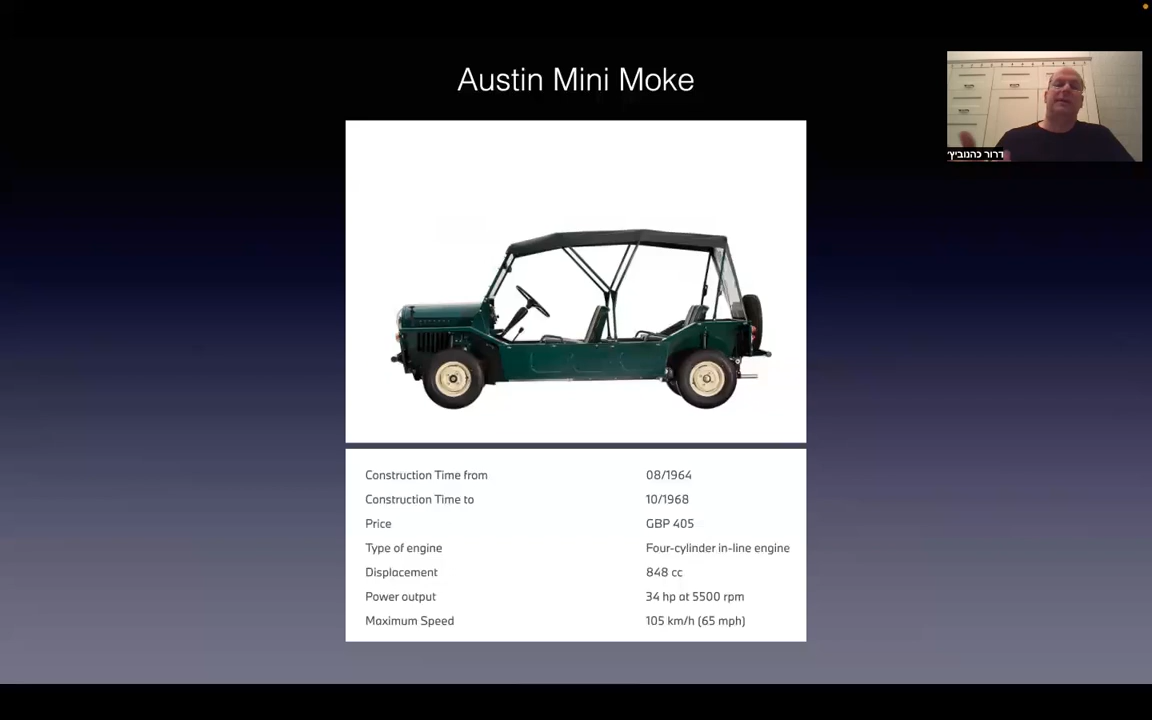 Austin Mini Moke
דרור כהנוביץ׳
Construction Time from 08/1964
Construction Time to 10/1968
Price GBP 405
Type of engine Four-cylinder in-line engine
Displacement 848 cc
Power output 34 hp at 5500 rpm
Maximum Speed 105 km/h (65 mph)